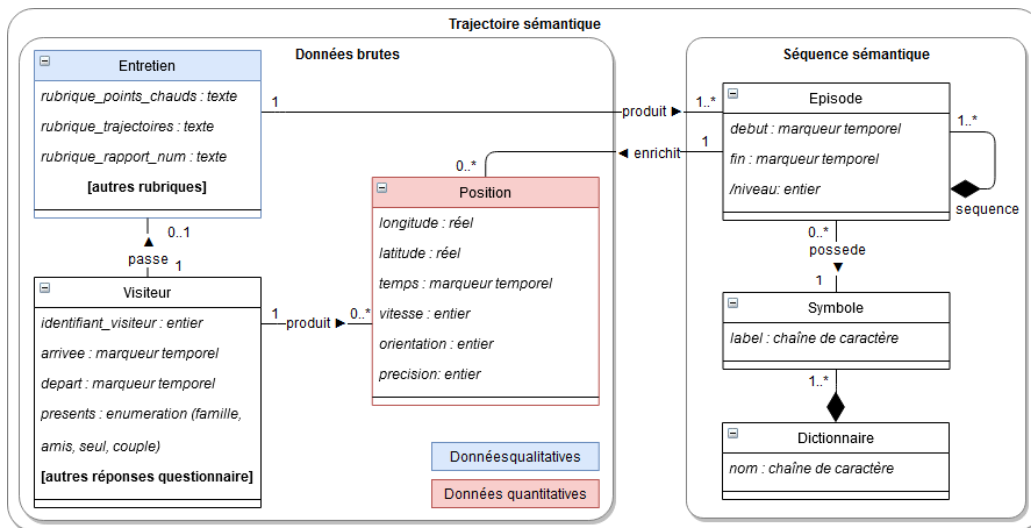 Trajectoire sémantique
Données brutes
Entretien
rubrique_points_chauds : texte
rubrique_trajectoires : texte
rubrique_rapport_num : texte
[autres rubriques]
1
produit ►
1..*
0..1
▲
passe
1
Visiteur
identifiant_visiteur : entier
arrivee : marqueur temporel
depart : marqueur temporel
presents : enumeration (famille,
amis, seul, couple)
[autres réponses questionnaire]
1
produit ►
0..*
Position
longitude : réel
latitude : réel
temps : marqueur temporel
vitesse : entier
orientation : entier
precision: entier
0..*
◄ enrichit
1
Donnéesqualitatives
Données quantitatives
Séquence sémantique
Episode
debut : marqueur temporel
fin : marqueur temporel
/niveau: entier
1..*
sequence
0..*
possede
▼
1
Symbole
label : chaîne de caractère
1..*
Dictionnaire
nom : chaîne de caractère